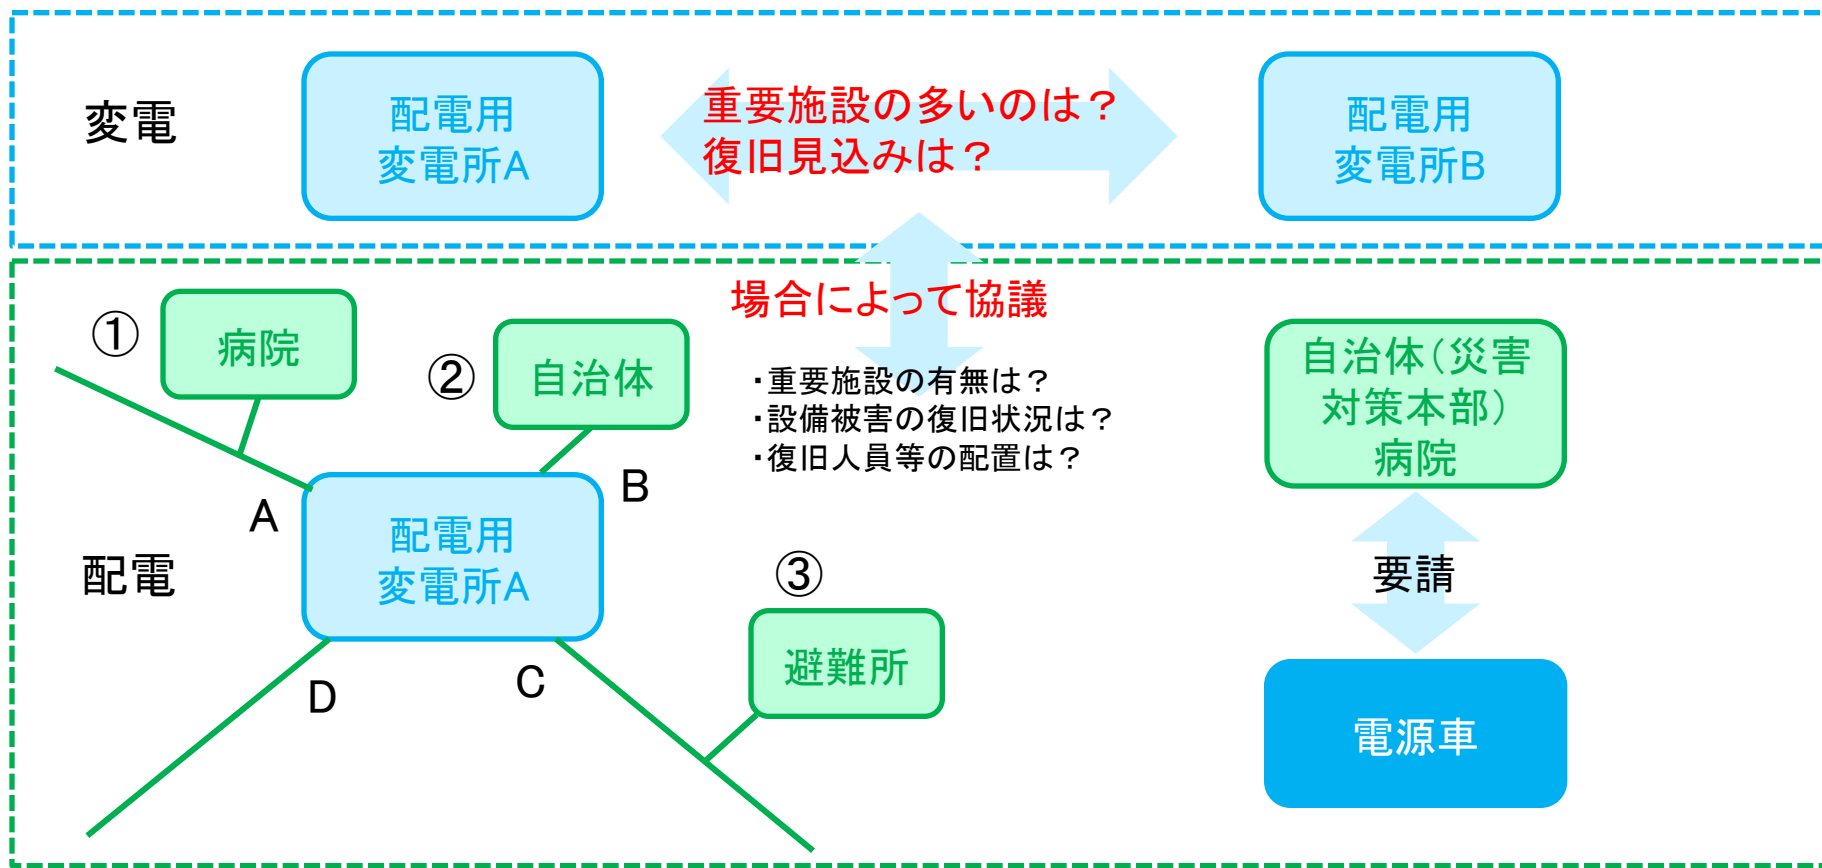 変電
配電用
変電所A
重要施設の多いのは？
復旧見込みは？
配電用
変電所B
場合によって協議
・重要施設の有無は？
・設備被害の復旧状況は？
・復旧人員等の配置は？
配電
①
病院
②
自治体
A
B
配電用
変電所A
③
避難所
D
C
自治体（災害
対策本部）
病院
要請
電源車